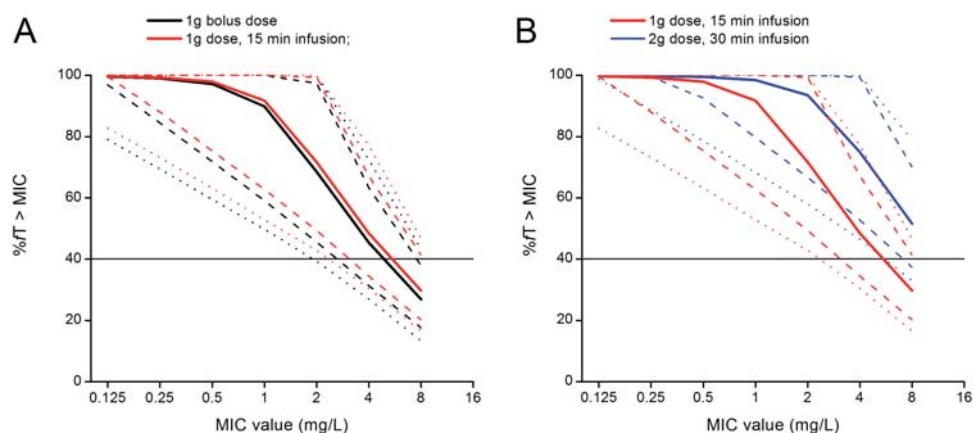 A
1g bolus dose
1g dose, 15 min infusion;
%fT > MIC
100
80
60
40
20
0
0.125 0.25 0.5 1 2 4 8 16
MIC value (mg/L)
B
1g dose, 15 min infusion
2g dose, 30 min infusion
%fT > MIC
100
80
60
40
20
0
0.125 0.25 0.5 1 2 4 8 16
MIC value (mg/L)